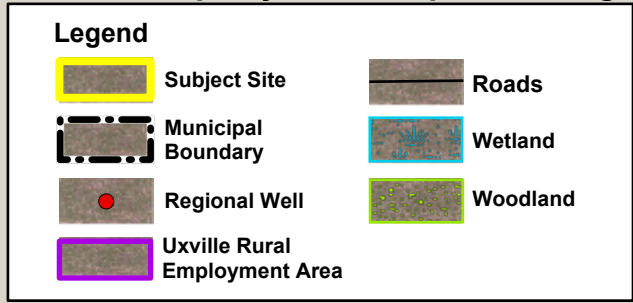 Legend
Subject Site
Municipal
Boundary
Regional Well
Uxville Rural
Employment Area
Roads
Wetland
Woodland